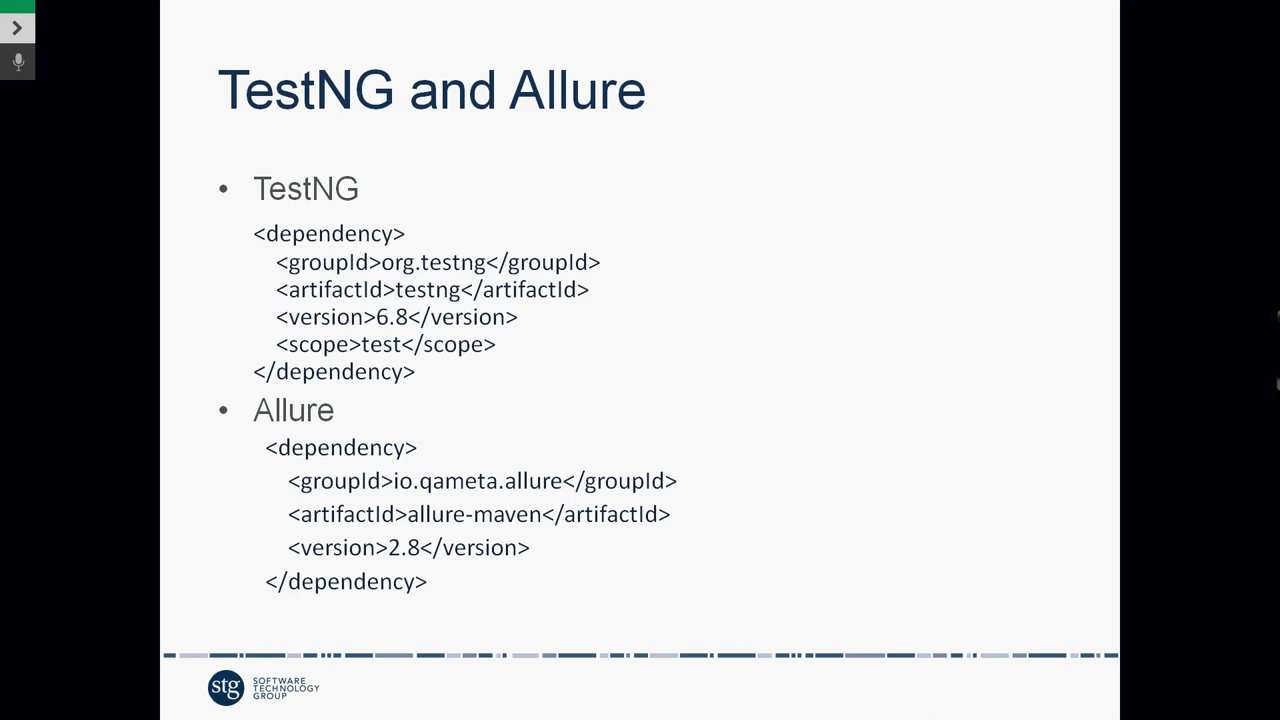 TestNG and Allure
• TestNG
<dependency>
<groupId>org.testng</groupId>
<artifactId>testng</artifactId>
<version>6.8</version>
<scope>test</scope>
</dependency>
• Allure
<dependency>
<groupId>io.qameta.allure</groupId>
<artifactId>allure-maven</artifactId>
<version>2.8</version>
</dependency>
stg
SOFTWARE
TECHNOLOGY
GROUP